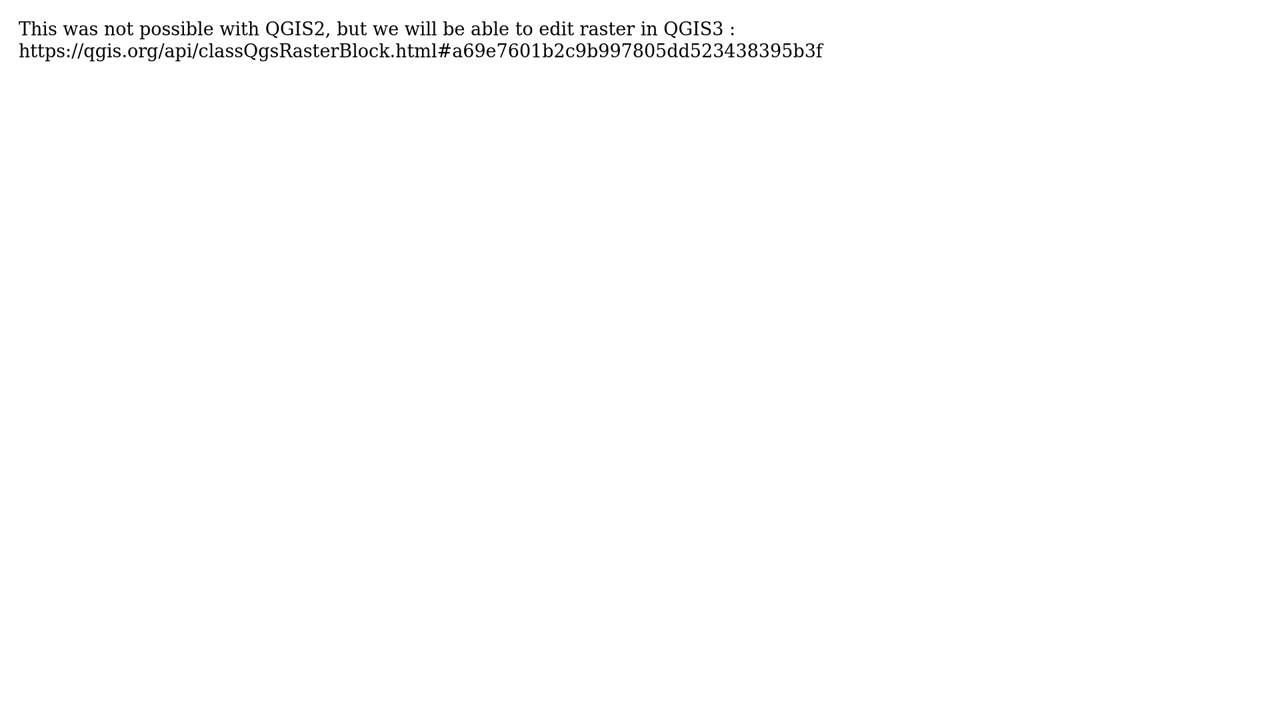 This was not possible with QGIS2, but we will be able to edit raster in QGIS3 :
https://qgis.org/api/classQgsRasterBlock.html#a69e7601b2c9b997805dd523438395b3f